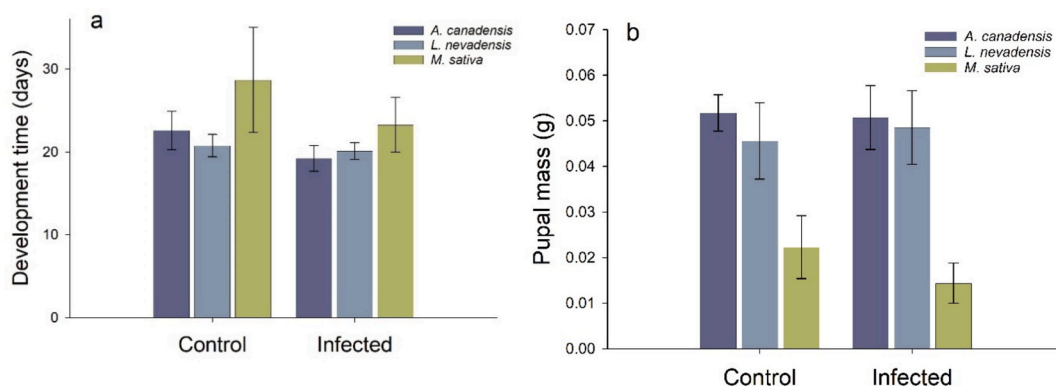 a
A. canadensis
L. nevadensis
M. sativa
Development time (days)
30
20
10
0
Control Infected
b
A. canadensis
L. nevadensis
M. sativa
Pupal mass (g)
0.07
0.06
0.05
0.04
0.03
0.02
0.01
0.00
Control Infected